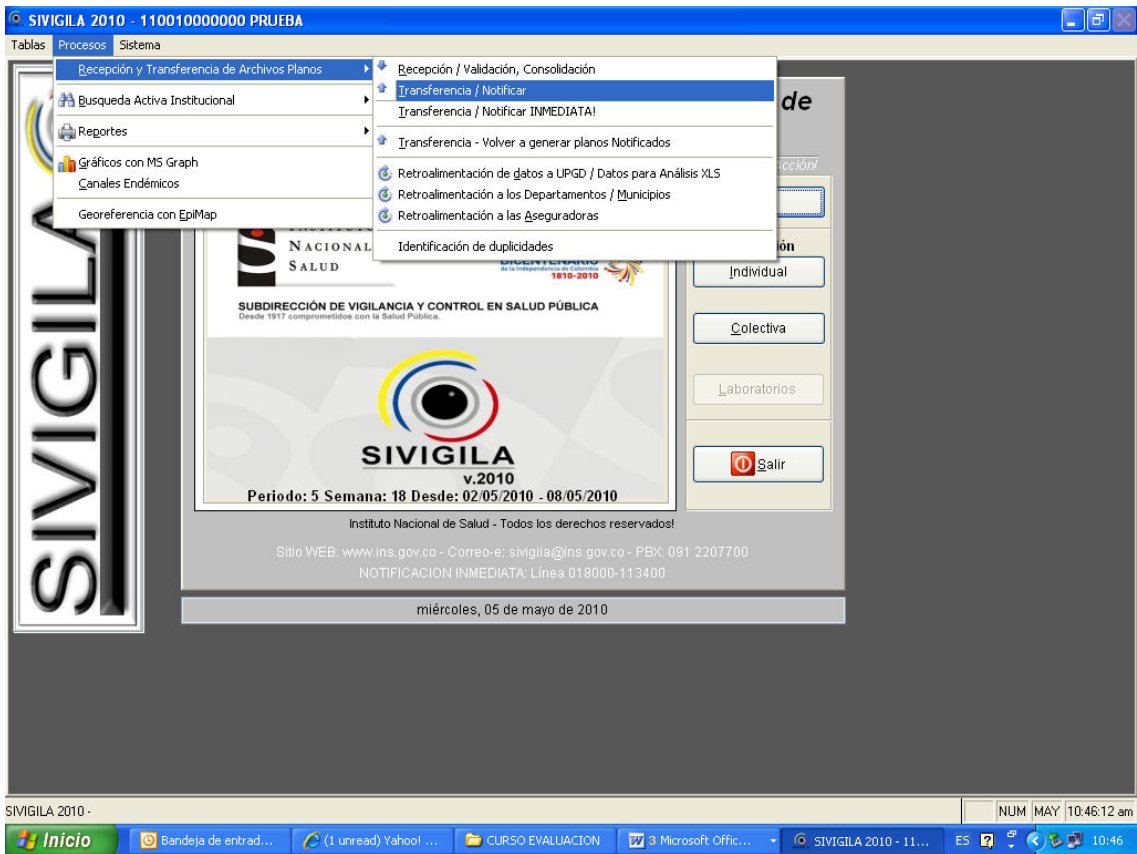 SIVIGILA 2010 - 110010000000 PRUEBA
Tablas Procesos Sistema
Recepción y Transferencia de Archivos Planos
Busqueda Activa Institucional
Reportes
Gráficos con MS Graph
Canales Endémicos
Georeferencia con EpiMap
Recepción / Validación, Consolidación
Transferencia / Notificar
Transferencia / Notificar INMEDIATA!
Transferencia - Volver a generar planos Notificados
Retroalimentación de datos a UPGD / Datos para Análisis XLS
Retroalimentación a los Departamentos / Municipios
Retroalimentación a las Aseguradoras
Identificación de duplicidades
de
SIVIGILA
NACIONAL
SALUD
BICENTENARIO
de la Independencia de Colombia
1810-2010
SUBDIRECCIÓN DE VIGILANCIA Y CONTROL EN SALUD PÚBLICA
Desde 1917 comprometidos con la Salud Pública.
SIVIGILA
v.2010
Periodo: 5 Semana: 18 Desde: 02/05/2010 - 08/05/2010
ión
Individual
Colectiva
Laboratorios
Salir
Instituto Nacional de Salud - Todos los derechos reservados!
Sitio WEB: www.ins.gov.co - Correo-e: sivigila@ins.gov.co - PBX: 091 2207700
NOTIFICACION INMEDIATA: Línea 018000-113400
miércoles, 05 de mayo de 2010
SIVIGILA 2010 -
NUM MAY 10:46:12 am
Inicio
Bandeja de entrad...
(1 unread) Yahoo! ...
CURSO EVALUACION
3 Microsoft Offic...
SIVIGILA 2010 - 11...
ES
10:46